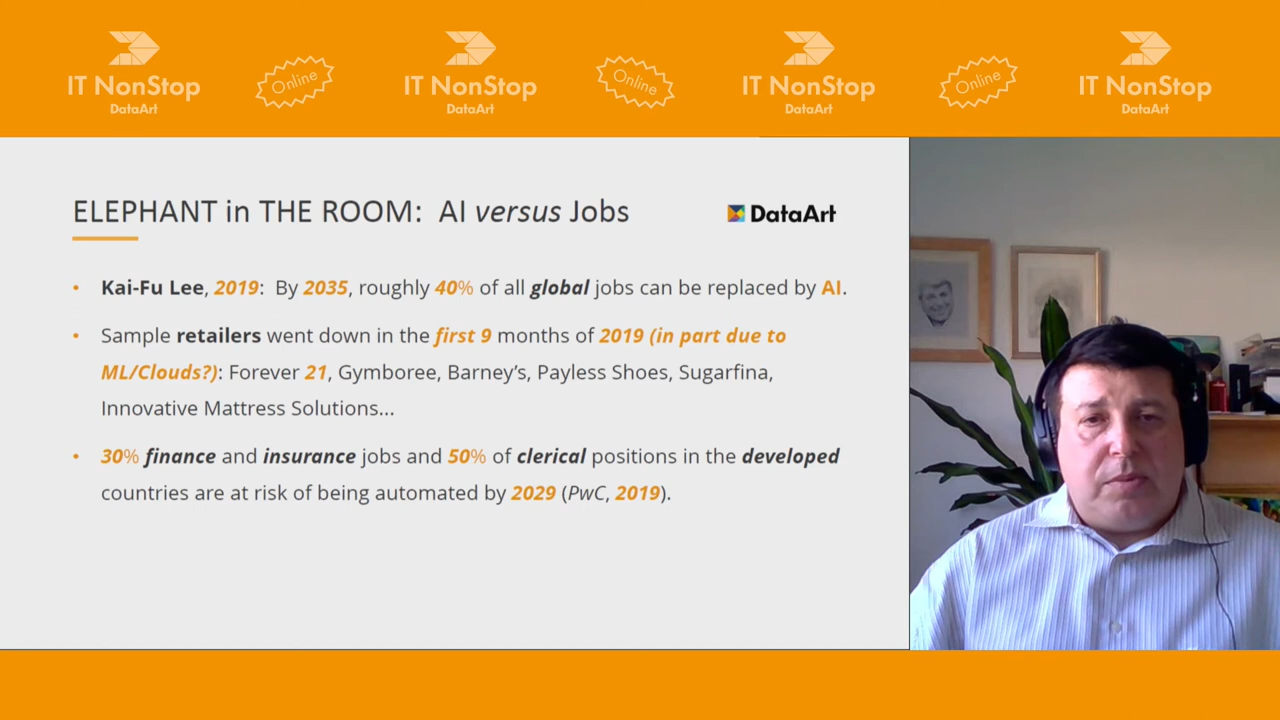 IT NonStop
DataArt
Online
IT NonStop
DataArt
Online
IT NonStop
DataArt
Online
IT NonStop
DataArt
ELEPHANT in THE ROOM: AI versus Jobs
DataArt
• Kai-Fu Lee, 2019: By 2035, roughly 40% of all global jobs can be replaced by AI.
• Sample retailers went down in the first 9 months of 2019 (in part due to
ML/Clouds?): Forever 21, Gymboree, Barney's, Payless Shoes, Sugarfina,
Innovative Mattress Solutions...
• 30% finance and insurance jobs and 50% of clerical positions in the developed
countries are at risk of being automated by 2029 (PwC, 2019).